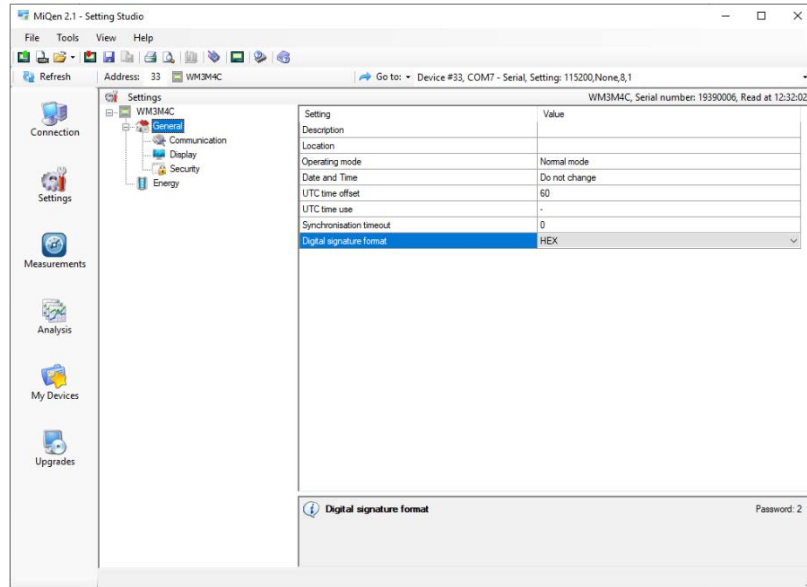 MiQen 2.1 - Setting Studio
File Tools View Help
Refresh Address: 33 WM3M4C Go to: Device #33, COM7 - Serial, Setting: 115200,None,8,1
Settings WM3M4C, Serial number: 19390006, Read at 12:32:02
Connection
Settings
Measurements
Analysis
My Devices
Upgrades
WM3M4C
General
Communication
Display
Security
Energy
Setting Value
Description
Location
Operating mode Normal mode
Date and Time Do not change
UTC time offset 60
UTC time use -
Synchronisation timeout 0
Digital signature format HEX
Digital signature format Password: 2